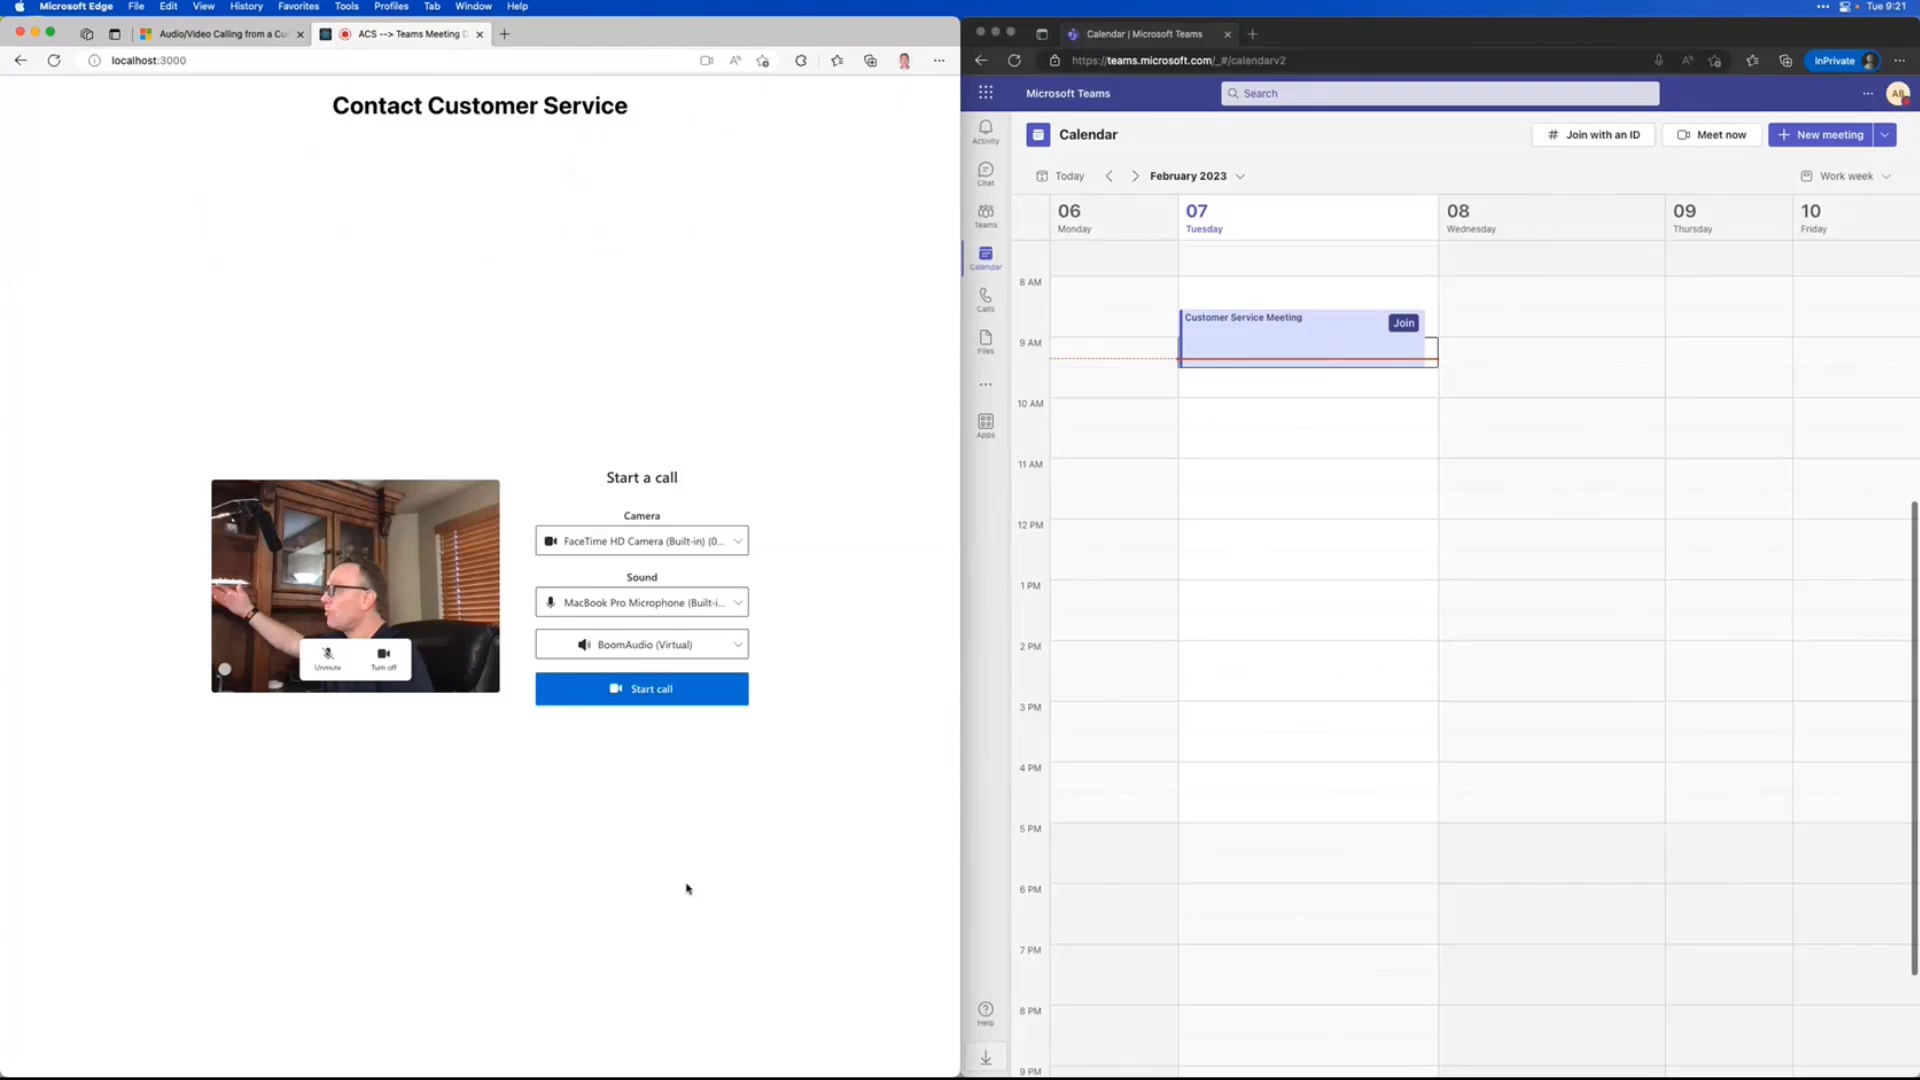 Microsoft Edge File Edit View History Favorites Tools Profiles Tab Window Help
Tue 9:21
Audio/Video Calling from a Cu
ACS --> Teams Meeting D
localhost:3000
Contact Customer Service
Start a call
Camera
FaceTime HD Camera (Built-in) (0...
Sound
MacBook Pro Microphone (Built-i...
BoomAudio (Virtual)
Start call
Unmute
Turn off
Calendar | Microsoft Teams
https://teams.microsoft.com/_#/calendarv2
InPrivate
Microsoft Teams
Search
AB
Activity
Chat
Teams
Calendar
Calls
Files
Apps
Help
Calendar
# Join with an ID
Meet now
New meeting
Today
February 2023
Work week
06
Monday
07
Tuesday
08
Wednesday
09
Thursday
10
Friday
8 AM
Customer Service Meeting
Join
9 AM
10 AM
11 AM
12 PM
1 PM
2 PM
3 PM
4 PM
5 PM
6 PM
7 PM
8 PM
9 PM